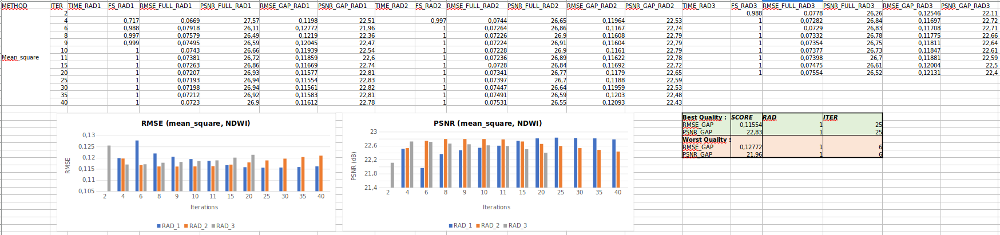 METHOD ITER TIME_RAD1 FS_RAD1 RMSE_FULL_RAD1 PSNR_FULL_RAD1 RMSE_GAP_RAD1 PSNR_GAP_RAD1 TIME_RAD2 FS_RAD2 RMSE_FULL_RAD2 PSNR_FULL_RAD2 RMSE_GAP_RAD2 PSNR_GAP_RAD2 TIME_RAD3 FS_RAD3 RMSE_FULL_RAD3 PSNR_FULL_RAD3 RMSE_GAP_RAD3 PSNR_GAP_RAD3
2 0,988 0,0778 26,26 0,12546 22,11
4 0,717 0,0669 27,57 0,1198 22,51 0,997 0,0744 26,65 0,11964 22,53 1 0,07282 26,84 0,11697 22,72
6 0,988 0,07918 26,11 0,12772 21,96 1 0,07264 26,86 0,1167 22,74 1 0,0729 26,83 0,11708 22,71
8 0,997 0,07579 26,49 0,1219 22,36 1 0,07226 26,9 0,11608 22,79 1 0,07332 26,78 0,11775 22,66
9 0,999 0,07495 26,59 0,12045 22,47 1 0,07224 26,91 0,11604 22,79 1 0,07354 26,75 0,11811 22,64
10 1 0,0743 26,66 0,11939 22,54 1 0,07228 26,9 0,1161 22,79 1 0,07377 26,73 0,11847 22,61
Mean_square 11 1 0,07381 26,72 0,11859 22,6 1 0,07236 26,89 0,11622 22,78 1 0,07398 26,7 0,11881 22,59
15 1 0,07263 26,86 0,11669 22,74 1 0,0728 26,84 0,11692 22,72 1 0,07475 26,61 0,12004 22,5
20 1 0,07207 26,93 0,11577 22,81 1 0,07341 26,77 0,1179 22,65 1 0,07554 26,52 0,12131 22,4
25 1 0,07193 26,94 0,11554 22,83 1 0,07397 26,7 0,1188 22,59
30 1 0,07198 26,94 0,11561 22,82 1 0,07447 26,64 0,11959 22,53
35 1 0,07212 26,92 0,11583 22,81 1 0,07491 26,59 0,1203 22,48
40 1 0,0723 26,9 0,11612 22,78 1 0,07531 26,55 0,12093 22,43
RMSE (mean_square, NDWI)
0,13
0,125
0,12
0,115
0,11
0,105
RMSE
2 4 6 8 9 10 11 15 20 25 30 35 40
Iterations
RAD_1 RAD_2 RAD_3
PSNR (mean_square, NDWI)
23
22,6
22,2
21,8
21,4
PSNR (dB)
2 4 6 8 9 10 11 15 20 25 30 35 40
Iterations
RAD_1 RAD_2 RAD_3
Best Quality : SCORE RAD ITER
RMSE_GAP 0,11554 1 25
PSNR_GAP 22,83 1 25
Worst Quality :
RMSE_GAP 0,12772 1 6
PSNR_GAP 21,96 1 6